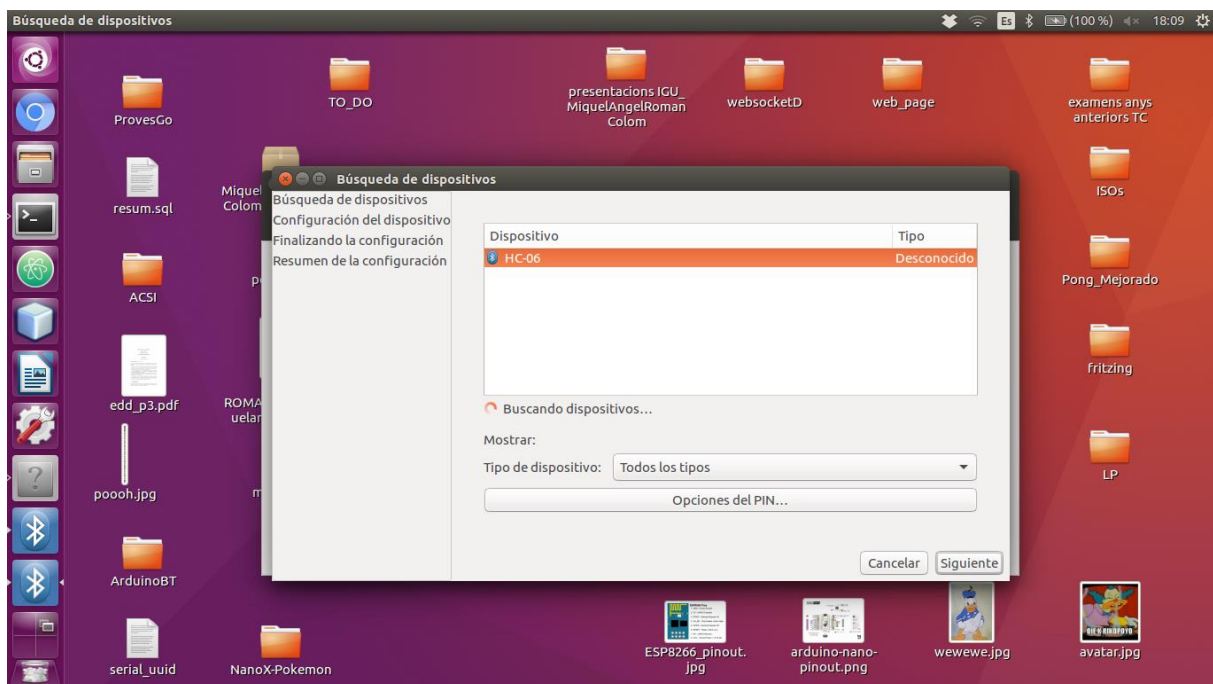 Búsqueda de dispositivos
Es
(100 %)
18:09
ProvesGo
TO_DO
presentacions IGU_
MiquelAngelRoman
Colom
websocketD
web_page
examens anys
anteriors TC
resum.sql
Miquel
Colom
ISOs
Búsqueda de dispositivos
Búsqueda de dispositivos
Configuración del dispositivo
Finalizando la configuración
Resumen de la configuración
Dispositivo
Tipo
HC-06
Desconocido
Buscando dispositivos...
Mostrar:
Tipo de dispositivo:
Todos los tipos
Opciones del PIN...
Cancelar
Siguiente
ACSI
Pong_Mejorado
edd_p3.pdf
ROMA
uelar
fritzing
poooh.jpg
LP
ArduinoBT
serial_uuid
NanoX-Pokemon
ESP8266_pinout.
jpg
arduino-nano-
pinout.png
wewewe.jpg
avatar.jpg